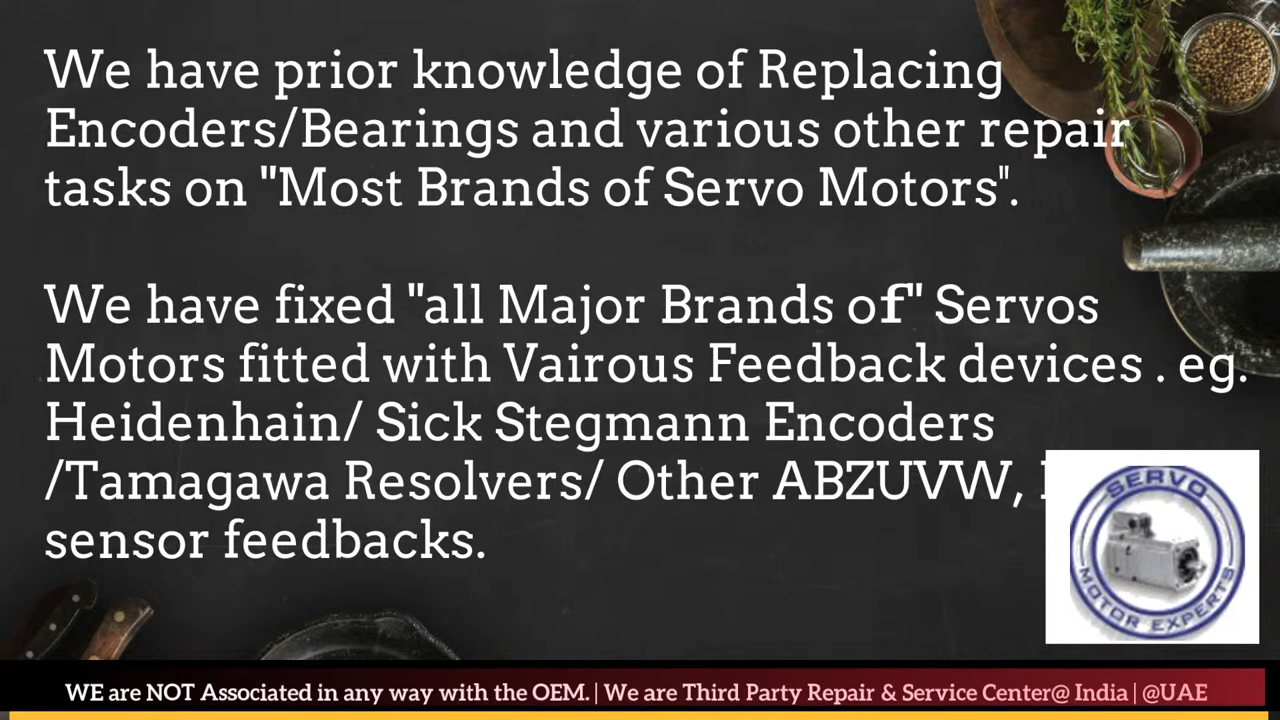 We have prior knowledge of Replacing
Encoders/Bearings and various other repair
tasks on "Most Brands of Servo Motors".
We have fixed "all Major Brands of" Servos
Motors fitted with Vairous Feedback devices . eg.
Heidenhain/ Sick Stegmann Encoders
/Tamagawa Resolvers/ Other ABZUVW,
sensor feedbacks.
SERVO
MOTOR EXPERTS
WE are NOT Associated in any way with the OEM. | We are Third Party Repair & Service Center@ India | @UAE